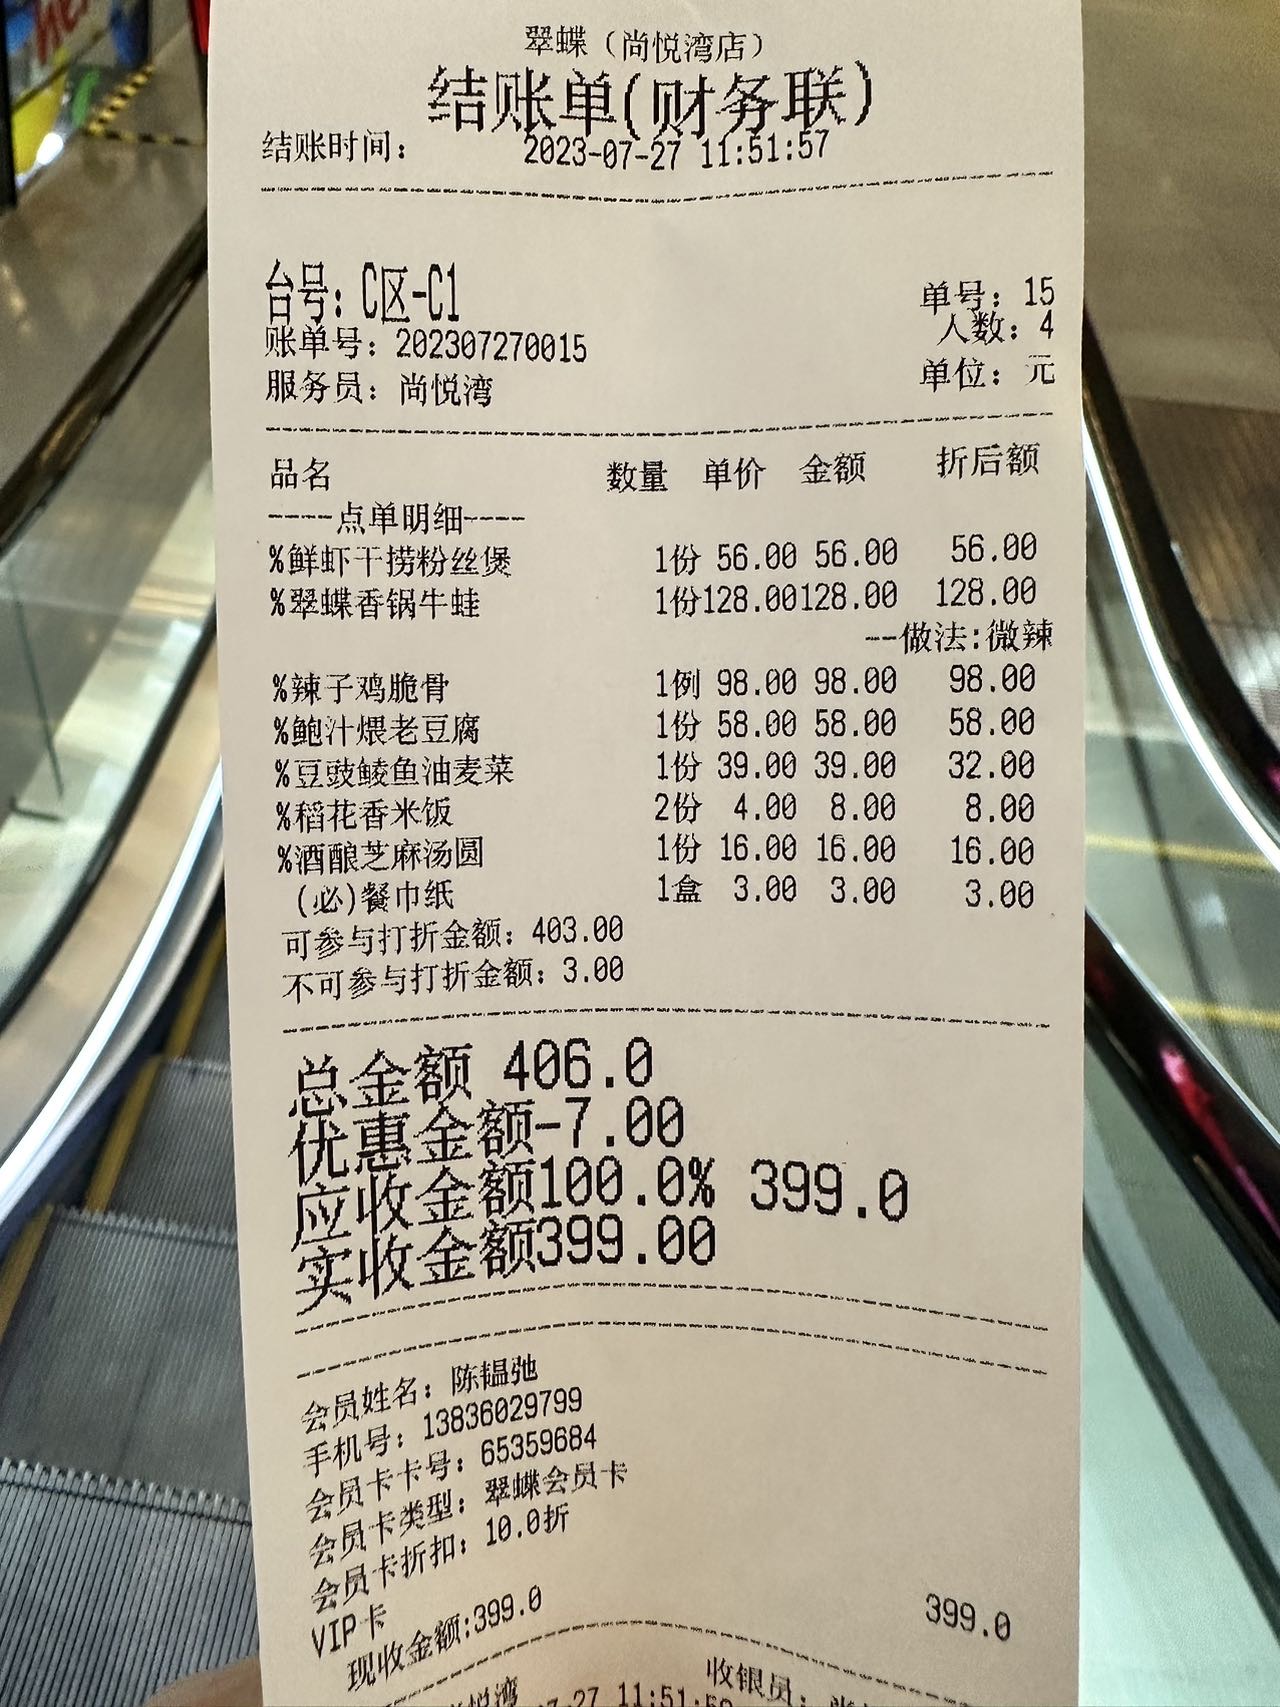 翠蝶（尚悦湾店）
结账单(财务联)
结账时间： 2023-07-27 11:51:57
台号：C区-C1
单号：15
人数：4
账单号：202307270015
服务员：尚悦湾 单位：元
品名 数量 单价 金额 折后额
----点单明细----
%鲜虾干捞粉丝煲 1份 56.00 56.00 56.00
%翠蝶香锅牛蛙 1份128.00128.00 128.00
--做法:微辣
%辣子鸡脆骨 1例 98.00 98.00 98.00
%鲍汁煨老豆腐 1份 58.00 58.00 58.00
%豆豉鲮鱼油麦菜 1份 39.00 39.00 32.00
%稻花香米饭 2份 4.00 8.00 8.00
%酒酿芝麻汤圆 1份 16.00 16.00 16.00
(必)餐巾纸 1盒 3.00 3.00 3.00
可参与打折金额：403.00
不可参与打折金额：3.00
总金额 406.0
优惠金额-7.00
应收金额100.0% 399.0
实收金额399.00
会员姓名：陈韫弛
手机号：13836029799
会员卡卡号：65359684
会员卡类型：翠蝶会员卡
会员卡折扣：10.0折
VIP卡 399.0
现收金额:399.0
收银员：